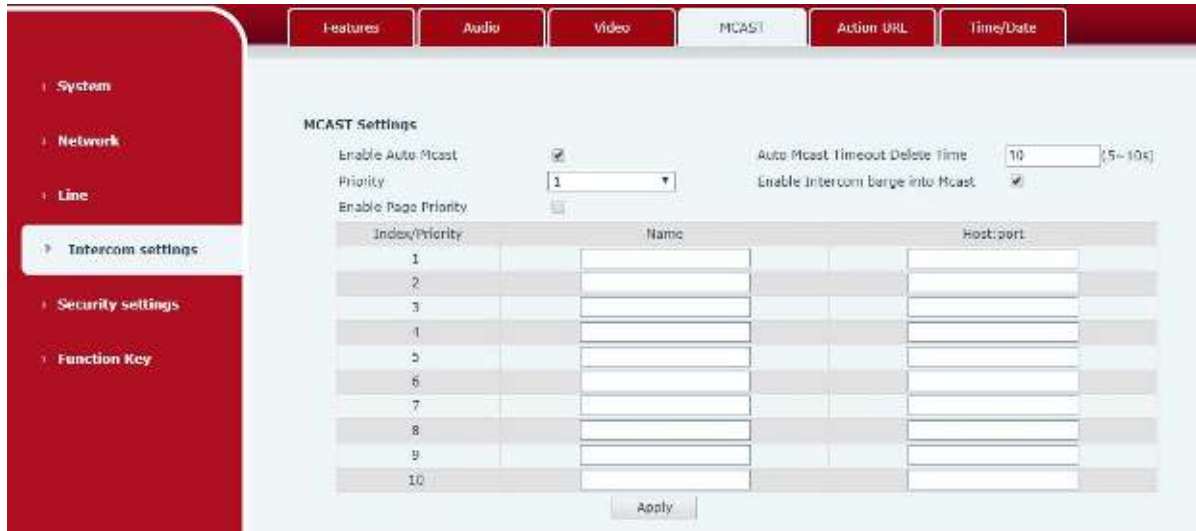 Features Audio Video MCAST Action URL Time/Date
System
Network
Line
Intercom settings
Security settings
Function Key
MCAST Settings
Enable Auto Mcast Auto Mcast Timeout Delete Time 10 (5~10s)
Priority 1 Enable Intercom barge into Mcast
Enable Page Priority
Index/Priority Name Host:port
1
2
3
4
5
6
7
8
9
10
Apply